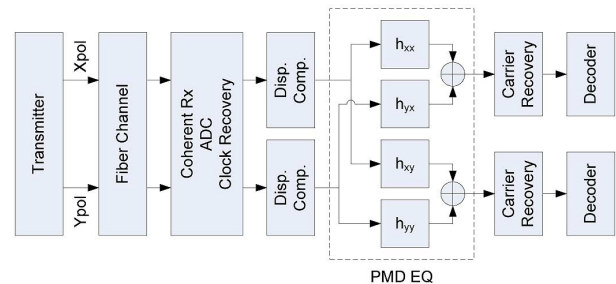 Transmitter
Xpol
Ypol
Fiber Channel
Coherent Rx
ADC
Clock Recovery
Disp.
Comp.
Disp.
Comp.
hxx
hyx
hxy
hyy
PMD EQ
Carrier
Recovery
Decoder
Carrier
Recovery
Decoder